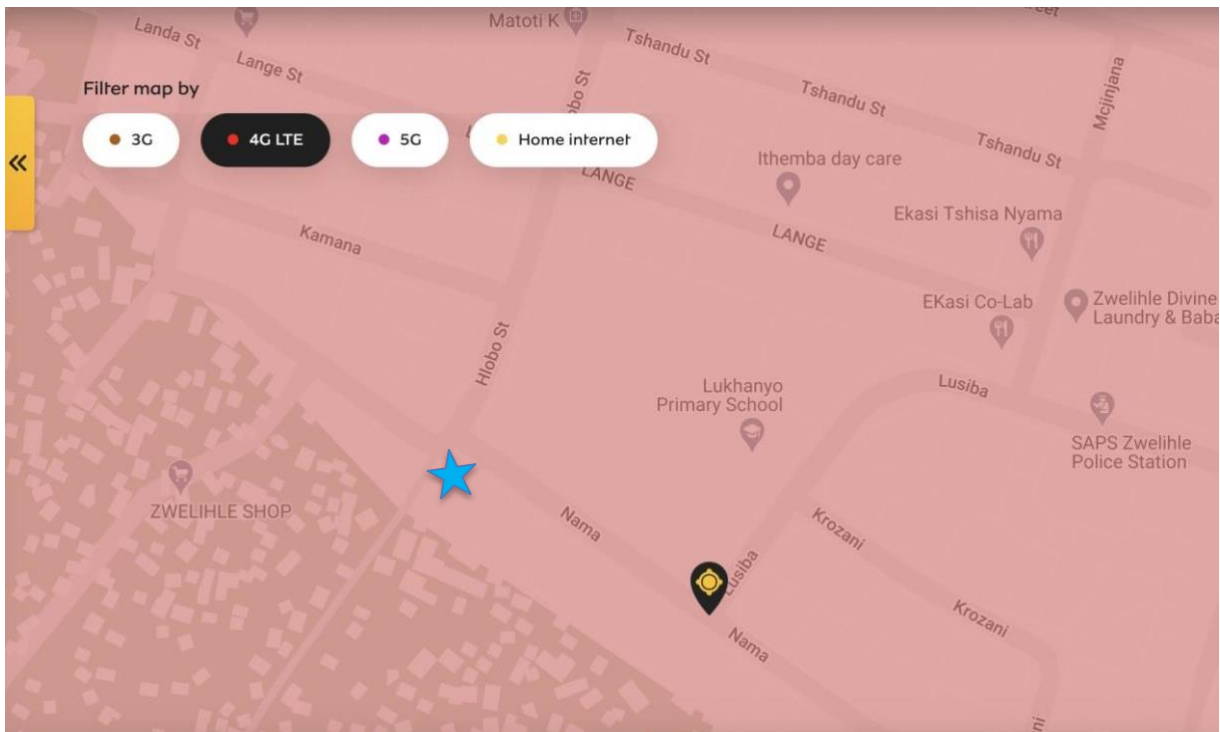 Landa St
Matoti K
Tshandu St
Lange St
Filter map by
Mcjinjana
Tshandu St
3G
4G LTE
5G
Home internet
Tshandu St
Ithemba day care
LANGE
Ekasi Tshisa Nyama
Kamana
LANGE
EKasi Co-Lab
Zwelihle Divine
Laundry & Baba
Hlobo St
Lukhanyo
Primary School
Lusiba
SAPS Zwelihle
Police Station
ZWELIHLE SHOP
Nama
Krozani
Lusiba
Krozani
Nama